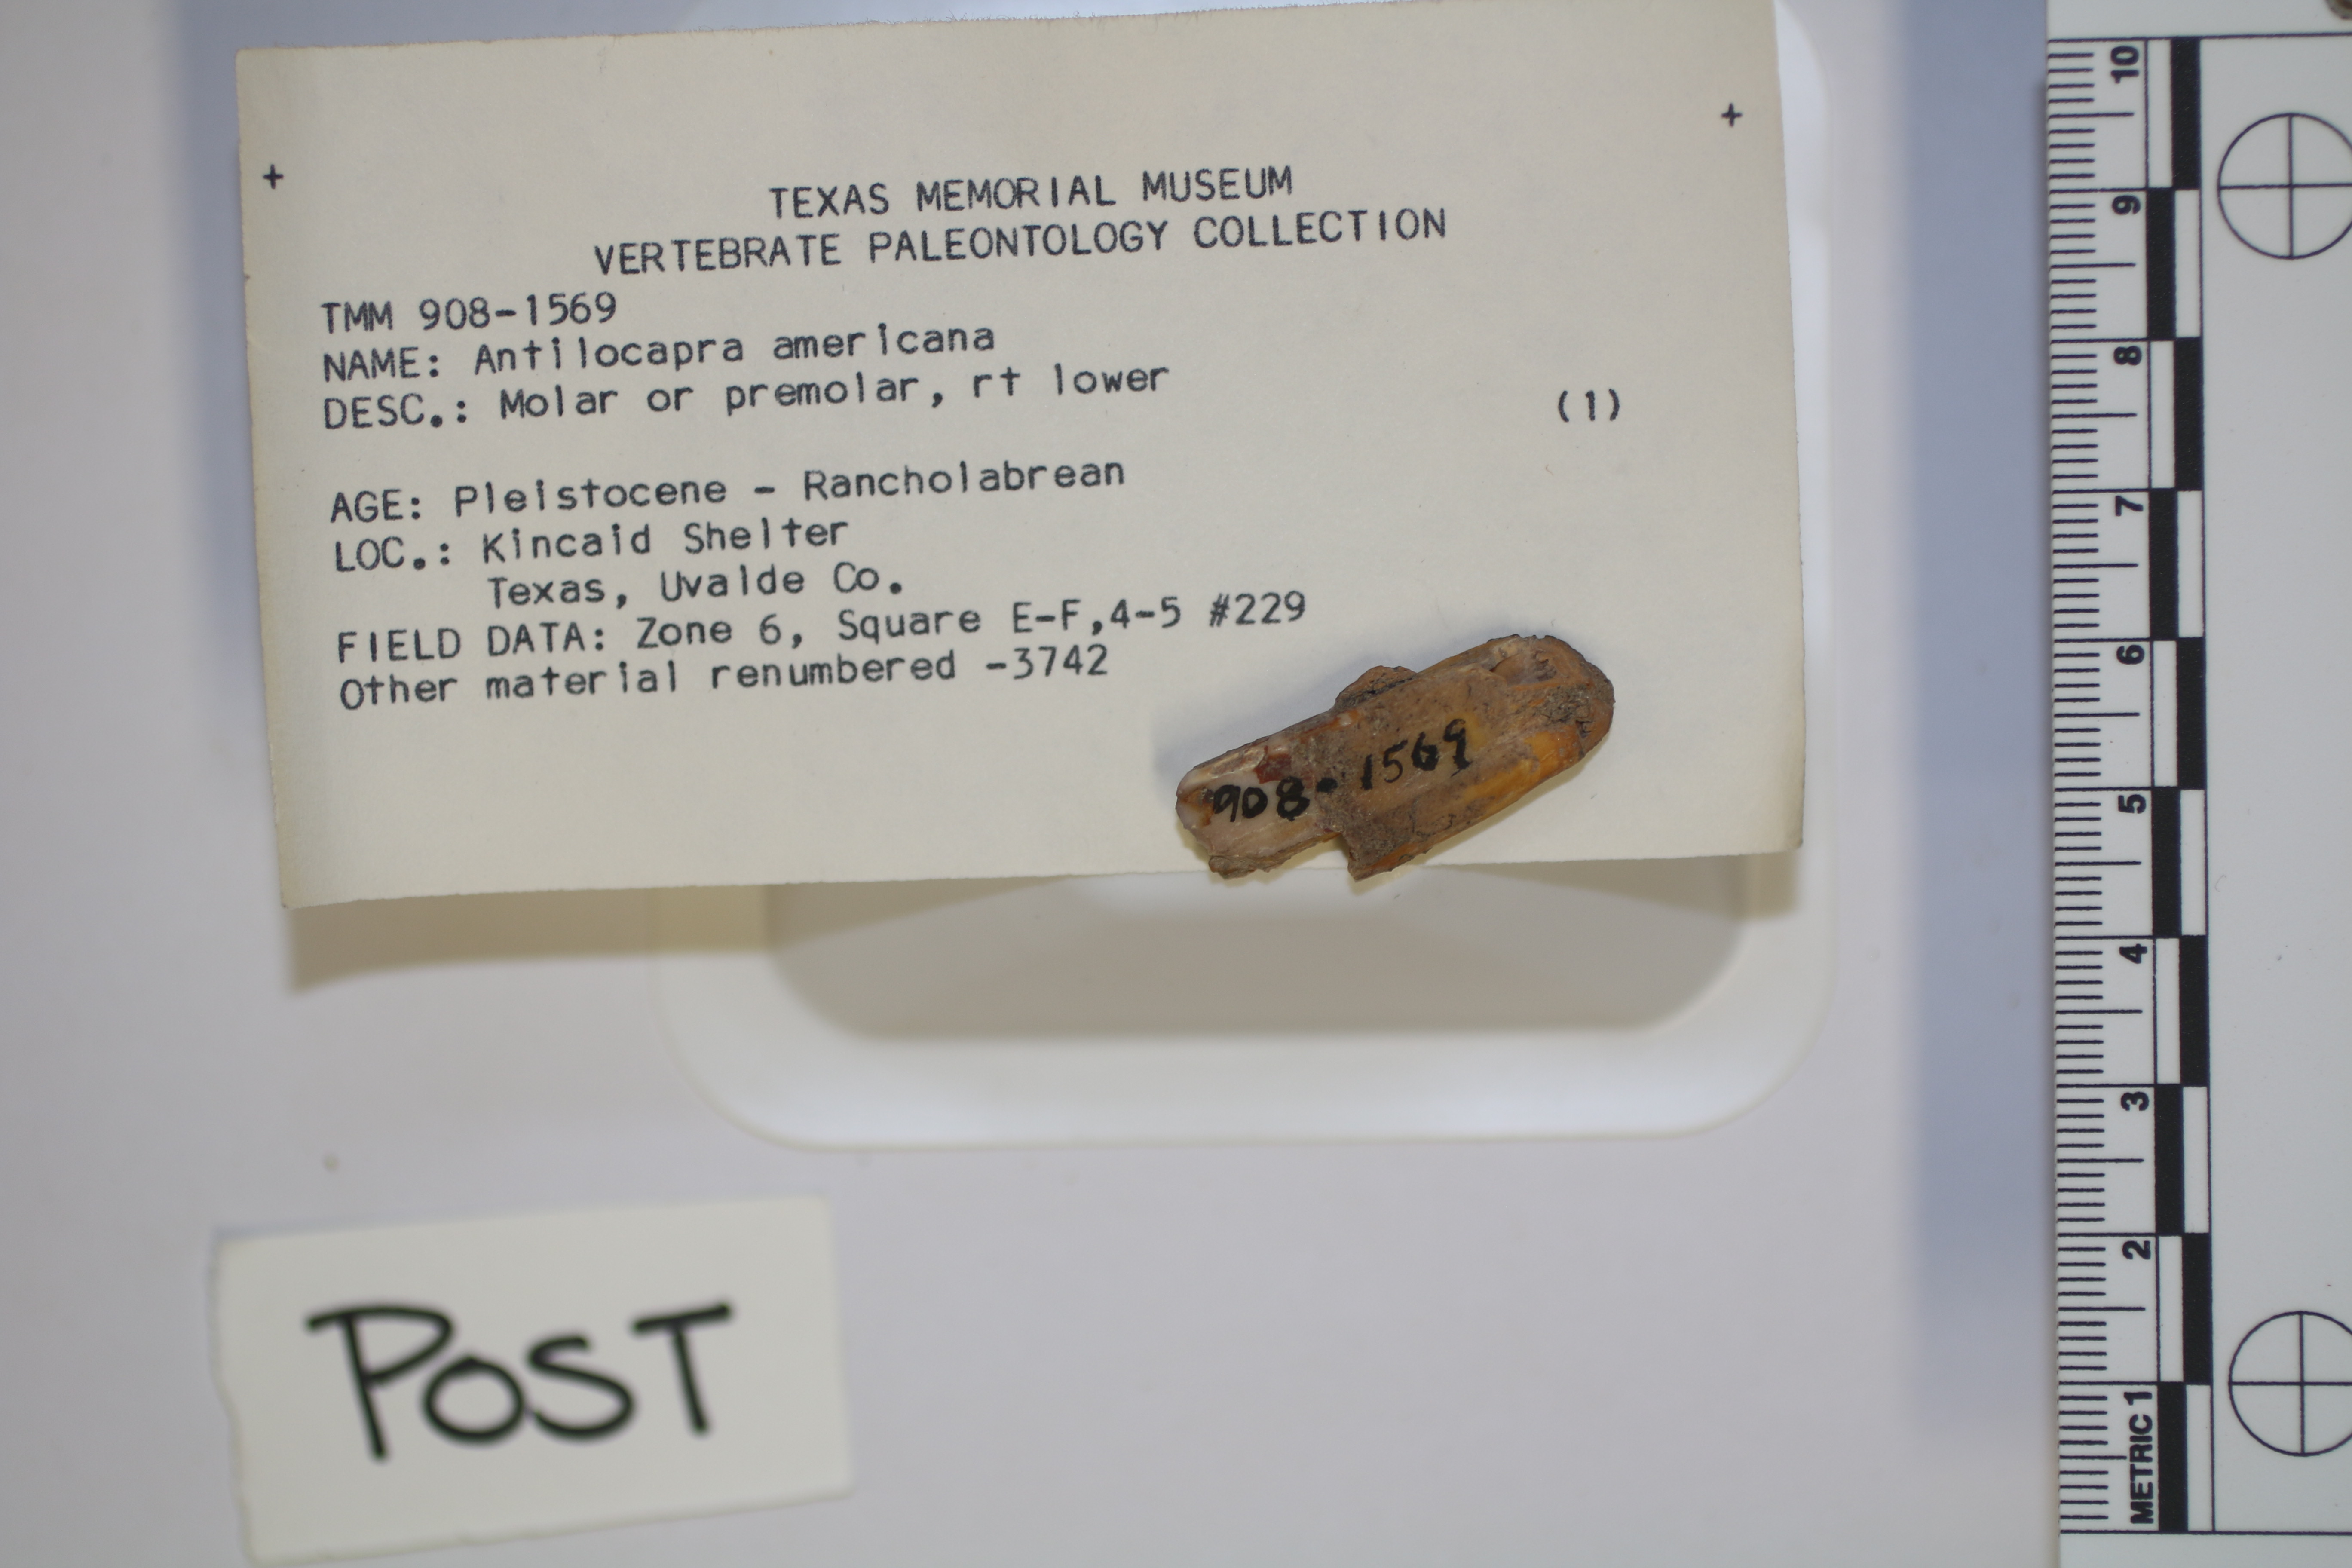 + +
TEXAS MEMORIAL MUSEUM
VERTEBRATE PALEONTOLOGY COLLECTION
TMM 908-1569
NAME: Antilocapra americana
DESC.: Molar or premolar, rt lower
(1)
AGE: Pleistocene - Rancholabrean
LOC.: Kincaid Shelter
Texas, Uvalde Co.
FIELD DATA: Zone 6, Square E-F,4-5 #229
Other material renumbered -3742
908-1569
POST
10
9
8
7
6
5
4
3
2
METRIC 1